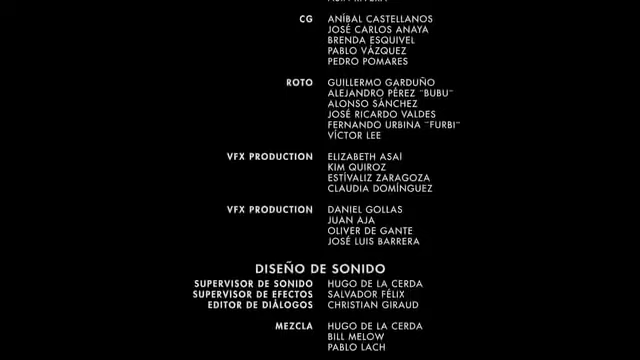 CG ANÍBAL CASTELLANOS
JOSÉ CARLOS ANAYA
BRENDA ESQUIVEL
PABLO VÁZQUEZ
PEDRO POMARES
ROTO GUILLERMO GARDUÑO
ALEJANDRO PÉREZ "BUBU"
ALONSO SÁNCHEZ
JOSÉ RICARDO VALDES
FERNANDO URBINA "FURBI"
VÍCTOR LEE
VFX PRODUCTION ELIZABETH ASAÍ
KIM QUIROZ
ESTÍVALIZ ZARAGOZA
CLAUDIA DOMÍNGUEZ
VFX PRODUCTION DANIEL GOLLAS
JUAN AJA
OLIVER DE GANTE
JOSÉ LUIS BARRERA
DISEÑO DE SONIDO
SUPERVISOR DE SONIDO HUGO DE LA CERDA
SUPERVISOR DE EFECTOS SALVADOR FÉLIX
EDITOR DE DIÁLOGOS CHRISTIAN GIRAUD
MEZCLA HUGO DE LA CERDA
BILL MELOW
PABLO LACH